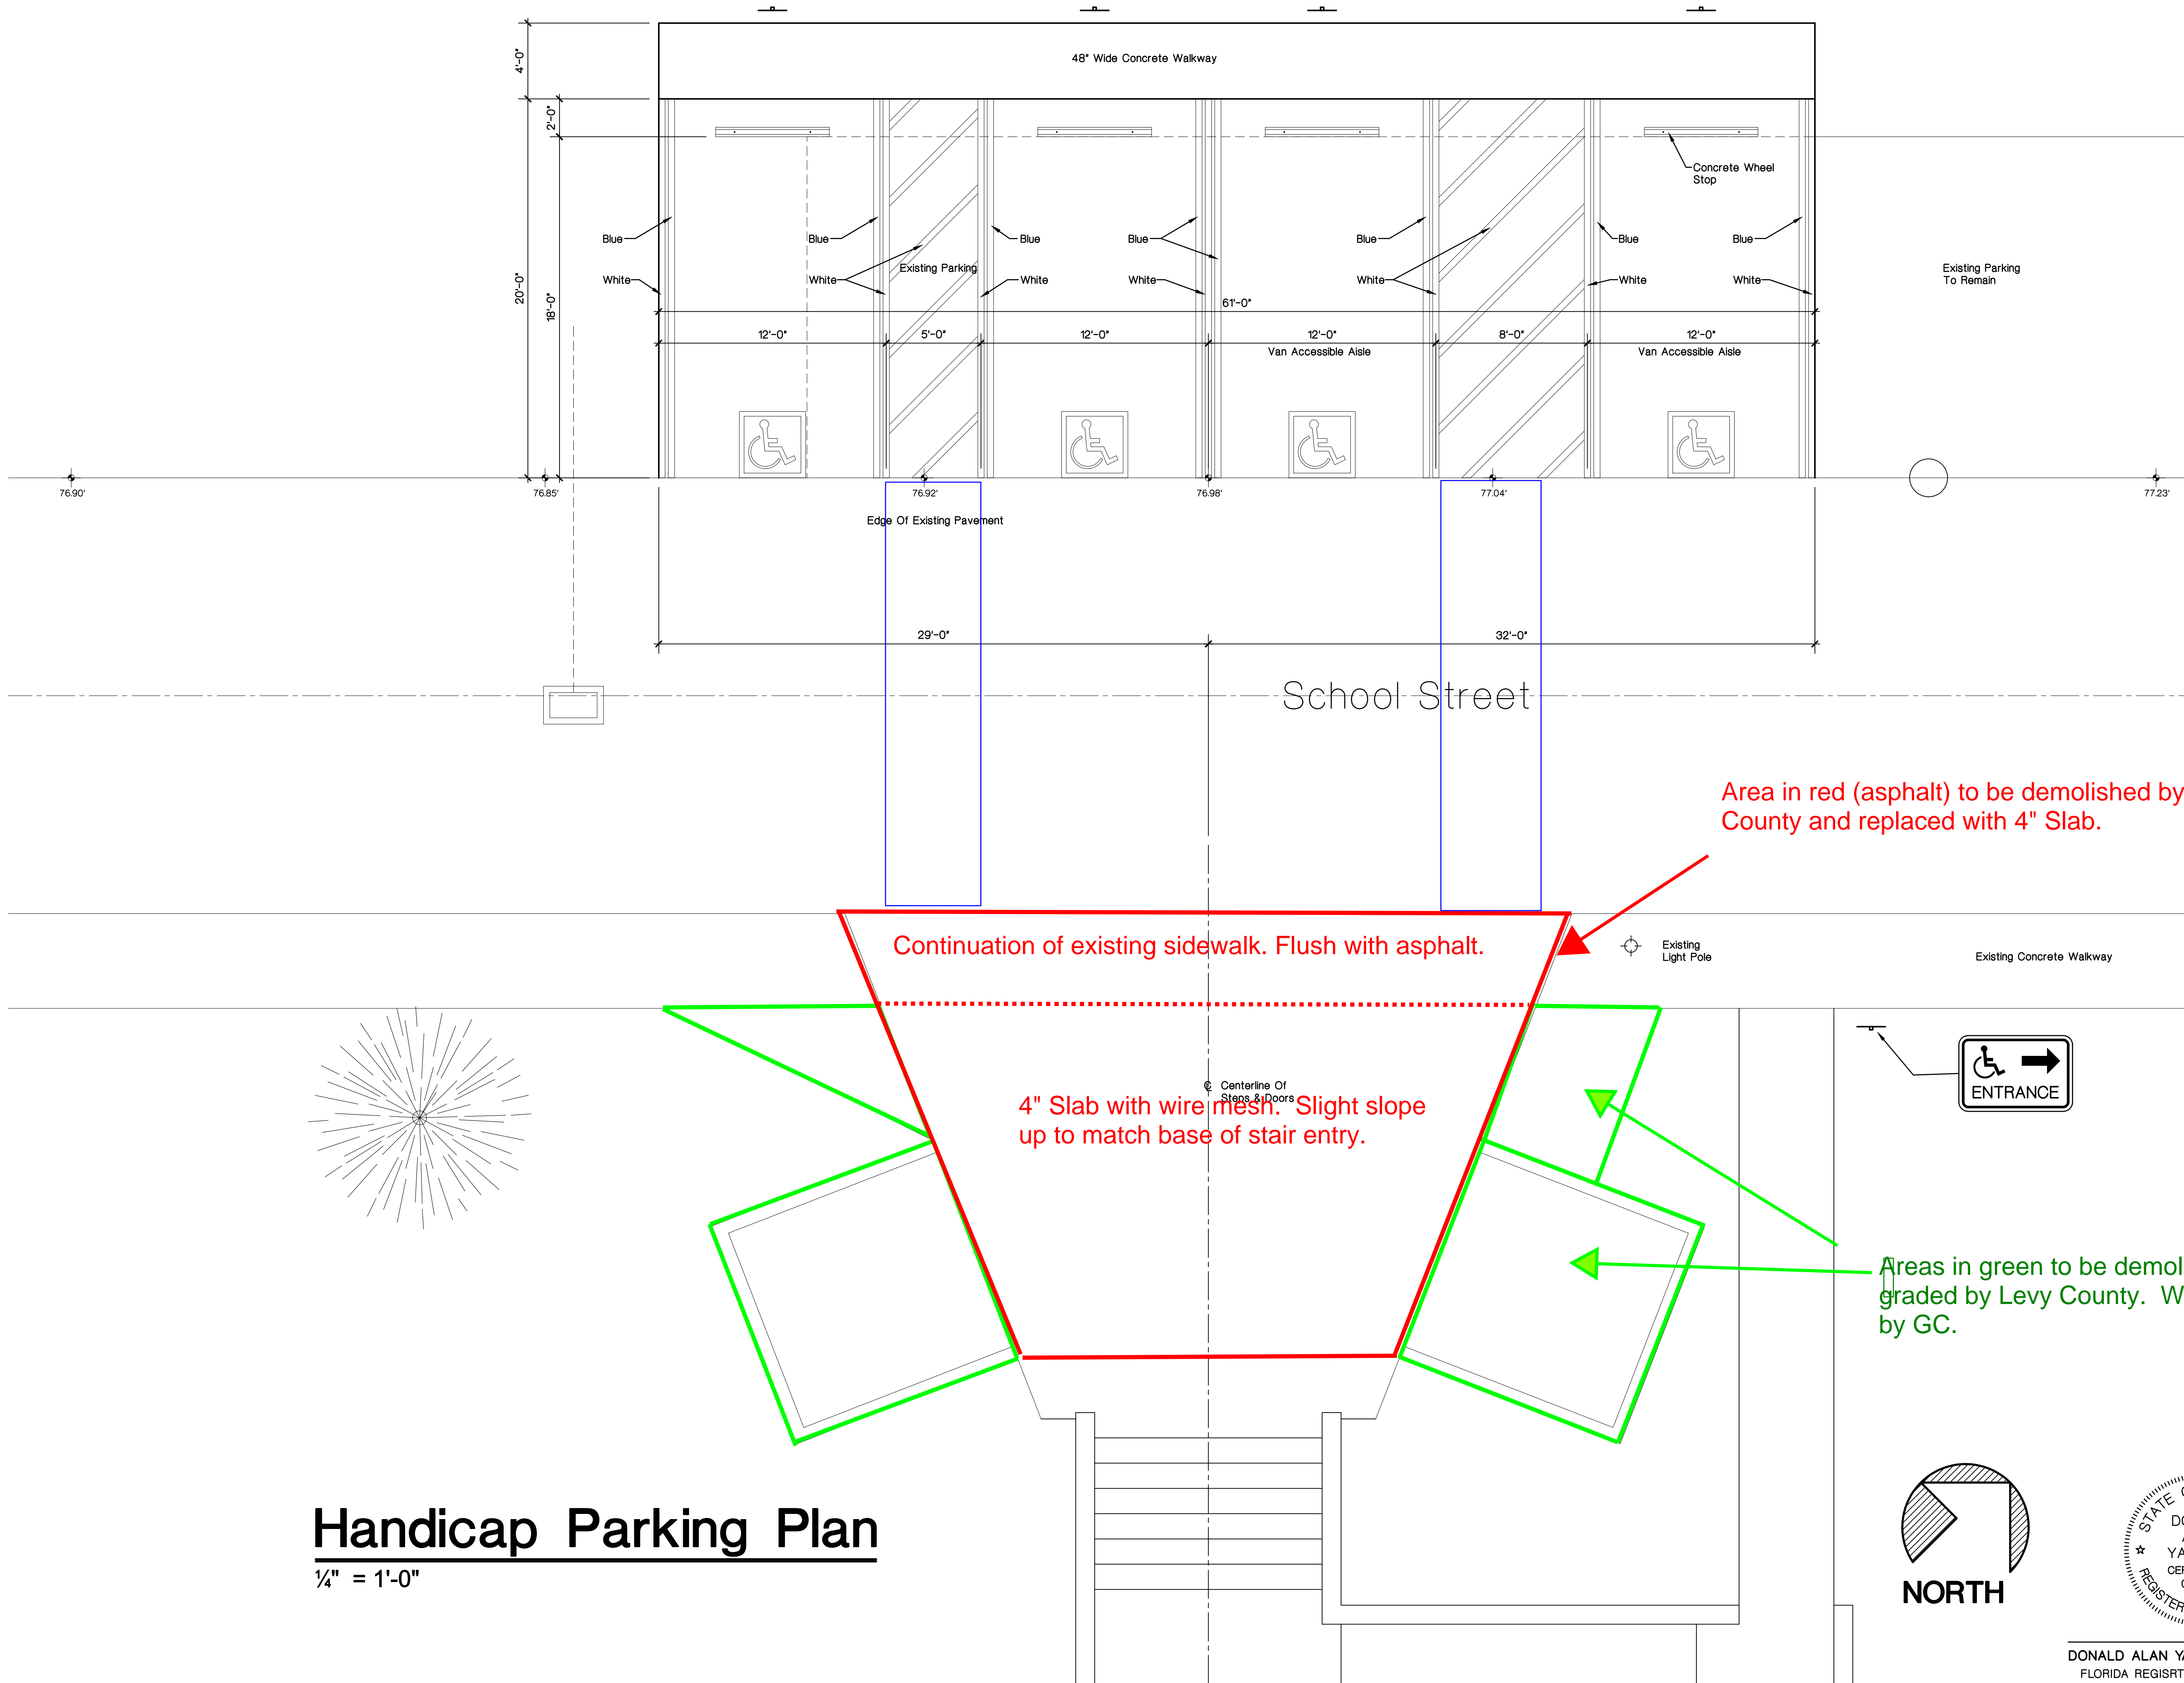 48" Wide Concrete Walkway
4'-0"
2'-0"
20'-0"
18'-0"
Concrete Wheel
Stop
Blue
Blue
Blue
Blue
Blue
Blue
Blue
White
White
Existing Parking
White
White
White
White
White
Existing Parking
To Remain
61'-0"
12'-0"
5'-0"
12'-0"
12'-0"
8'-0"
12'-0"
Van Accessible Aisle
Van Accessible Aisle
76.90'
76.85'
76.92'
76.98'
77.04'
77.23'
Edge Of Existing Pavement
29'-0"
32'-0"
School Street
Area in red (asphalt) to be demolished by
County and replaced with 4" Slab.
Continuation of existing sidewalk. Flush with asphalt.
Existing
Light Pole
Existing Concrete Walkway
℄ Centerline Of
Steps & Doors
4" Slab with wire mesh. Slight slope
up to match base of stair entry.
ENTRANCE
Areas in green to be demol
graded by Levy County. W
by GC.
Handicap Parking Plan
¼" = 1'-0"
NORTH
STATE
REGISTER
DONALD ALAN YA
FLORIDA REGISRT